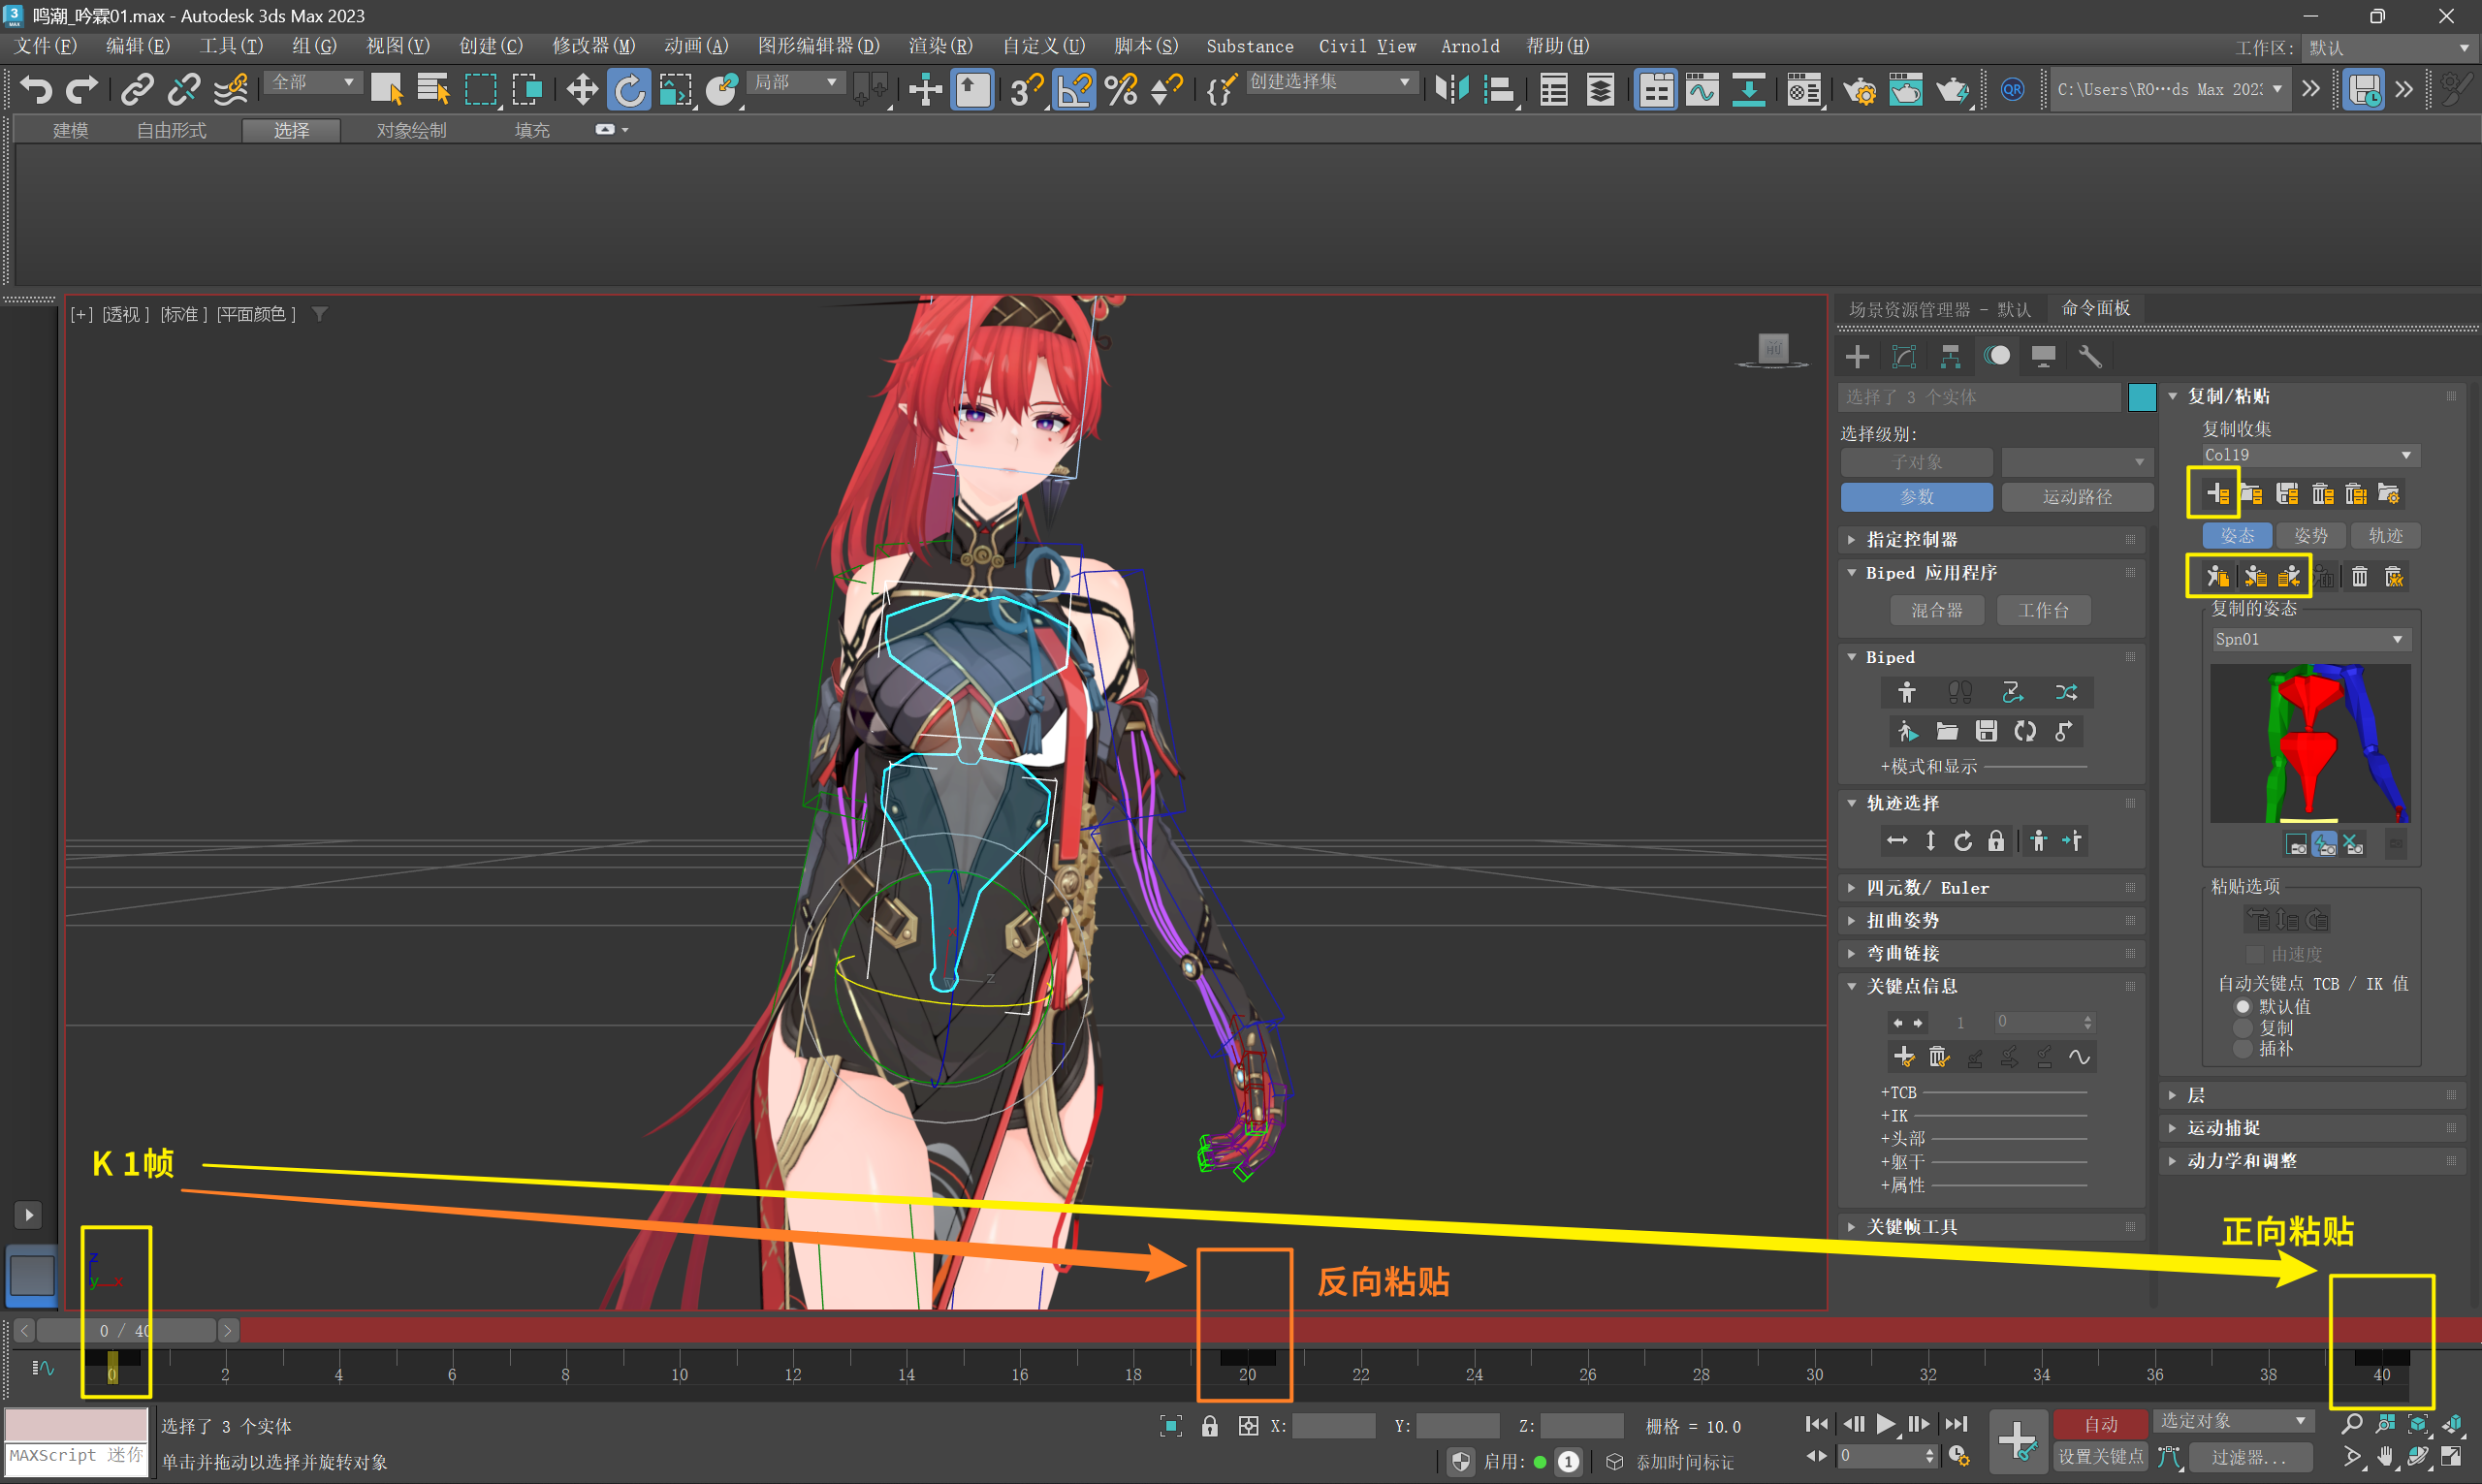 鸣潮_吟霖01.max - Autodesk 3ds Max 2023
文件(F) 编辑(E) 工具(T) 组(G) 视图(V) 创建(C) 修改器(M) 动画(A) 图形编辑器(D) 渲染(R) 自定义(U) 脚本(S) Substance Civil View Arnold 帮助(H)
工作区: 默认
全部 局部 创建选择集 QR C:\Users\RO···ds Max 202
建模 自由形式 选择 对象绘制 填充
[+] [透视] [标准] [平面颜色]
前
场景资源管理器 - 默认 命令面板
选择了 3 个实体
选择级别:
子对象
参数 运动路径
指定控制器
Biped 应用程序
混合器 工作台
Biped
+模式和显示
轨迹选择
四元数/ Euler
扭曲姿势
弯曲链接
关键点信息
1 0
+TCB
+IK
+头部
+躯干
+属性
关键帧工具
复制/粘贴
复制收集
Col19
姿态 姿势 轨迹
复制的姿态
Spn01
粘贴选项
由速度
自动关键点 TCB / IK 值
默认值
复制
插补
层
运动捕捉
动力学和调整
K 1帧
反向粘贴
正向粘贴
z
y x
z
0 / 40
0 2 4 6 8 10 12 14 16 18 20 22 24 26 28 30 32 34 36 38 40
选择了 3 个实体
X: Y: Z: 栅格 = 10.0
自动 选定对象
MAXScript 迷你
单击并拖动以选择并旋转对象
启用: 1 添加时间标记
0
设置关键点 过滤器...